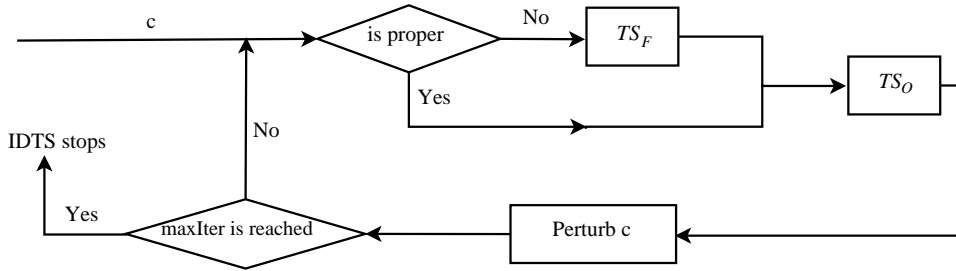 c
is proper
No
TS_F
Yes
TS_O
No
IDTS stops
Yes
maxIter is reached
Perturb c